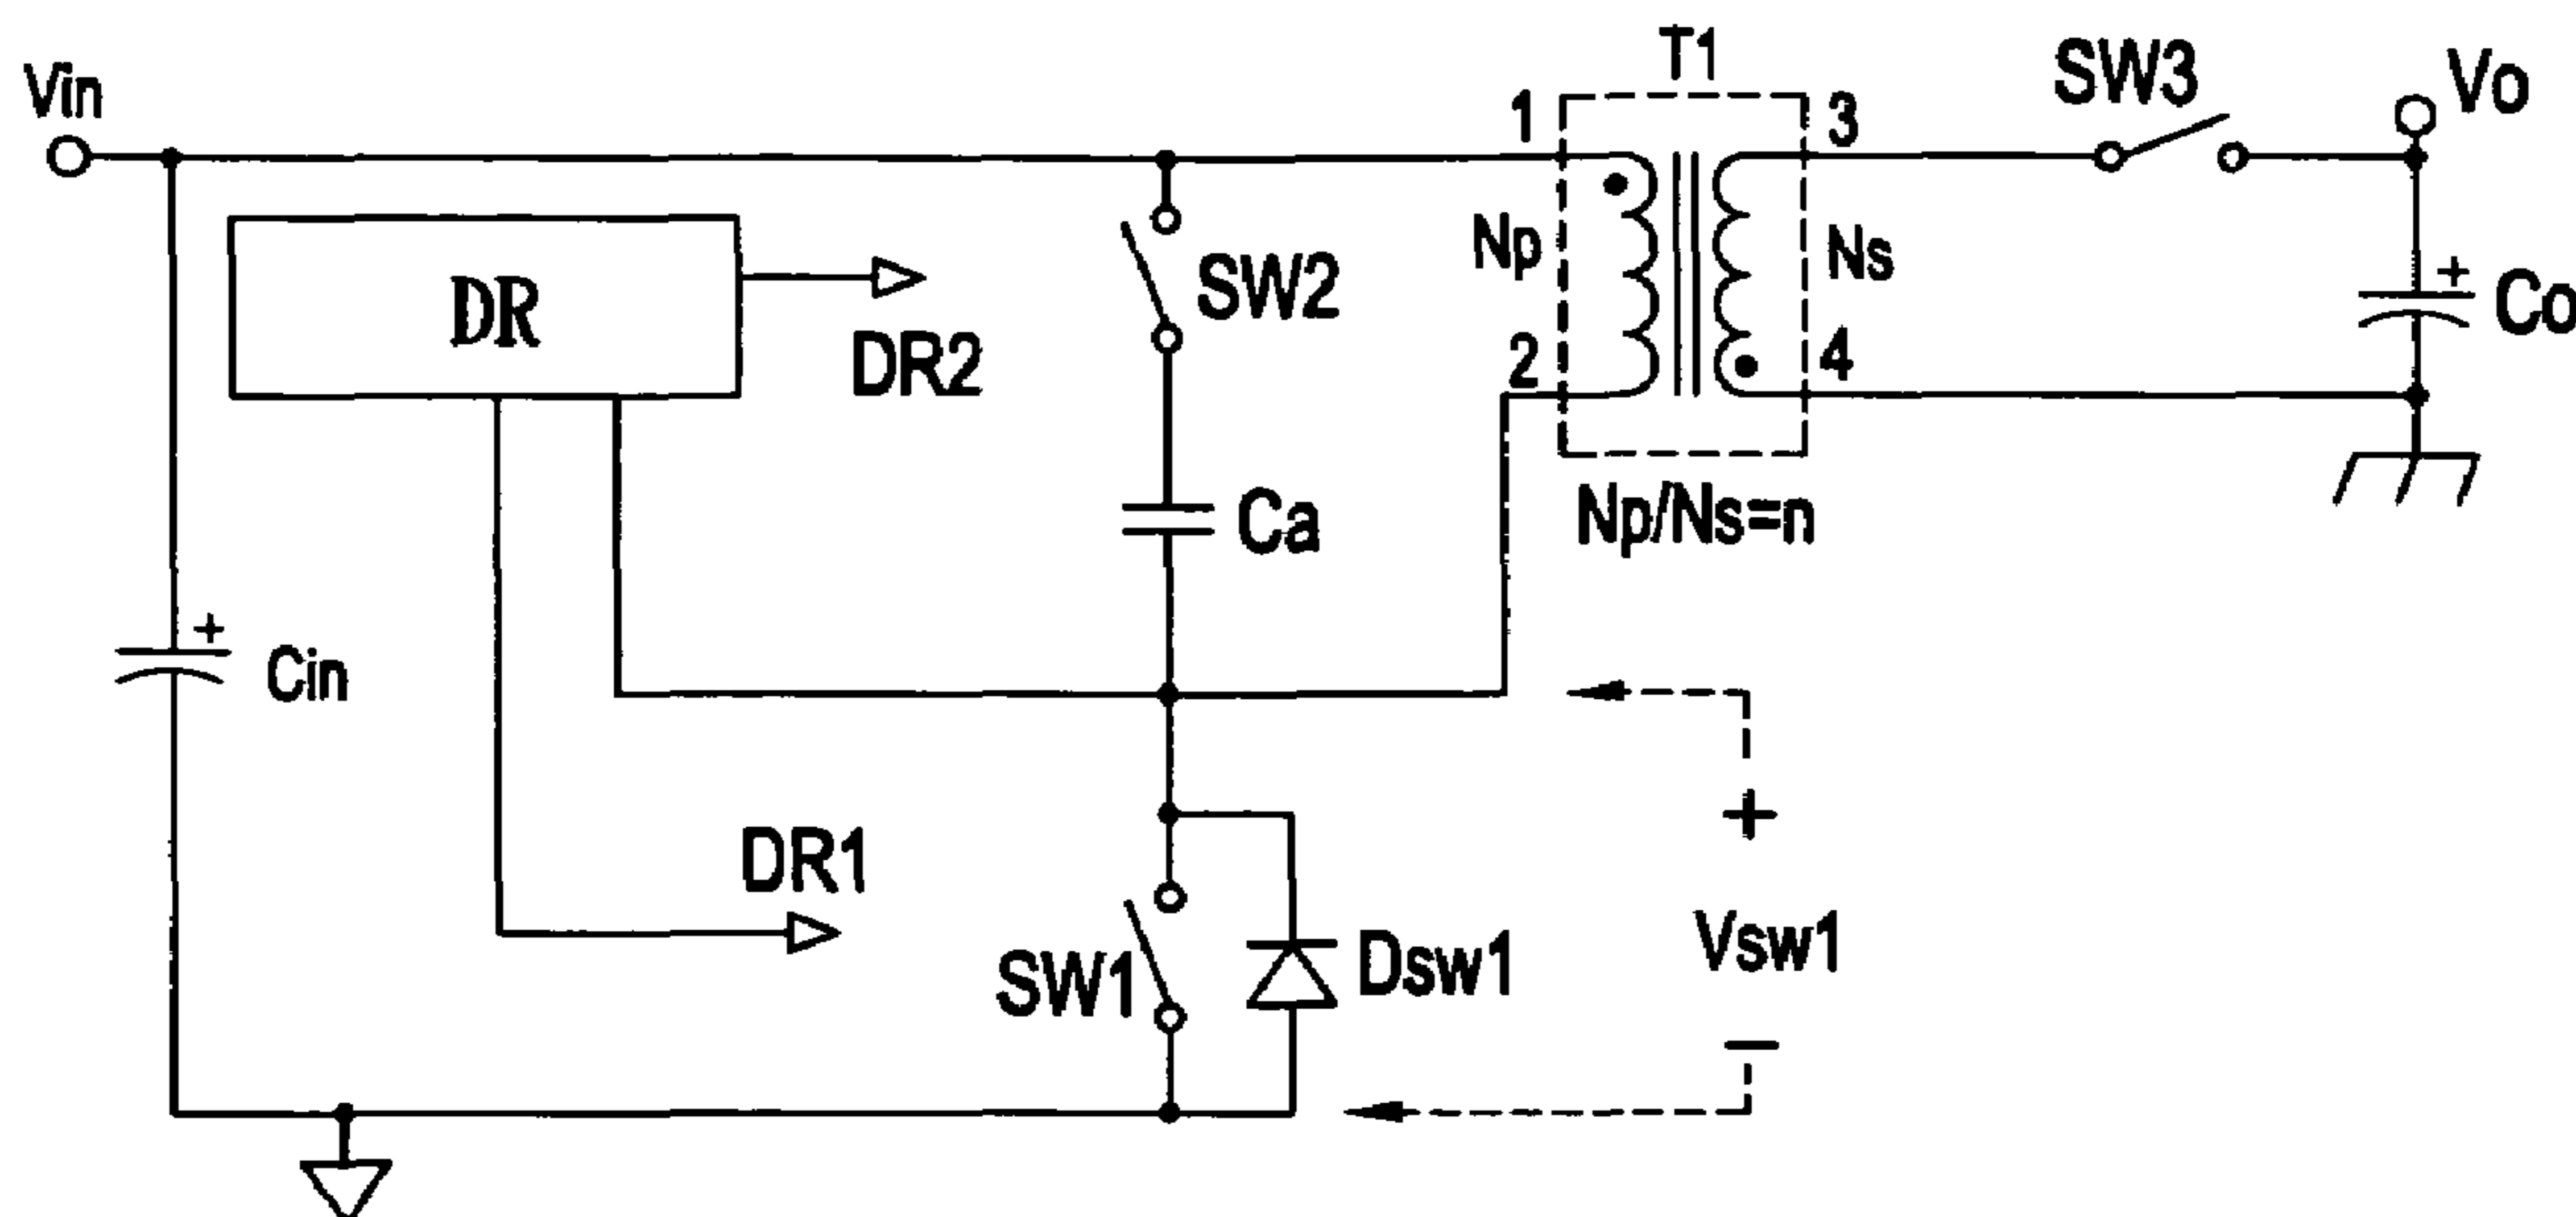 T1
Vin
1
3
SW3
Vo
Np
Ns
SW2
+
Co
DR
DR2
2
4
Ca
Np/Ns=n
+
Cin
+
DR1
SW1
Dsw1
Vsw1
−